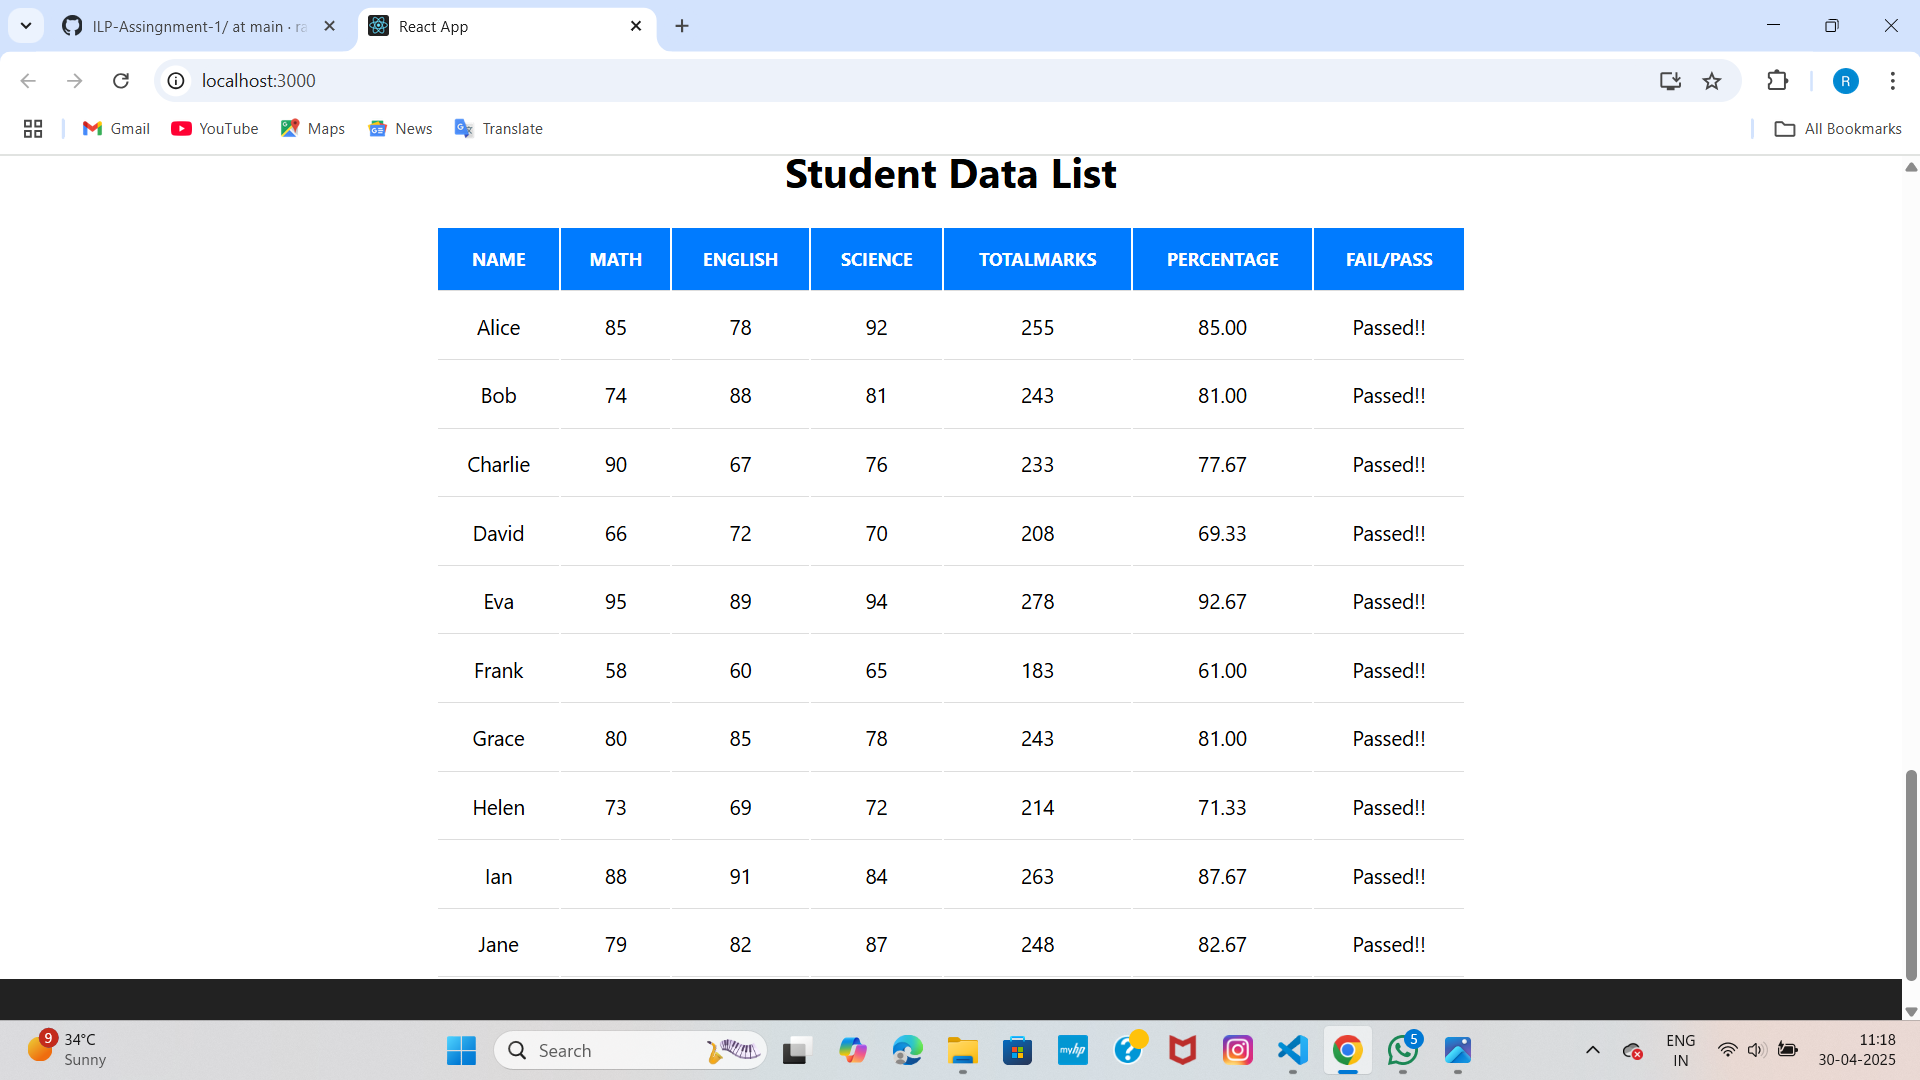 ILP-Assingnment-1/ at main · ra
React App
localhost:3000
R
Gmail
YouTube
Maps
News
Translate
All Bookmarks
Student Data List
NAME MATH ENGLISH SCIENCE TOTALMARKS PERCENTAGE FAIL/PASS
Alice 85 78 92 255 85.00 Passed!!
Bob 74 88 81 243 81.00 Passed!!
Charlie 90 67 76 233 77.67 Passed!!
David 66 72 70 208 69.33 Passed!!
Eva 95 89 94 278 92.67 Passed!!
Frank 58 60 65 183 61.00 Passed!!
Grace 80 85 78 243 81.00 Passed!!
Helen 73 69 72 214 71.33 Passed!!
Ian 88 91 84 263 87.67 Passed!!
Jane 79 82 87 248 82.67 Passed!!
9
34°C
Sunny
Search
myhp
5
ENG
IN
11:18
30-04-2025